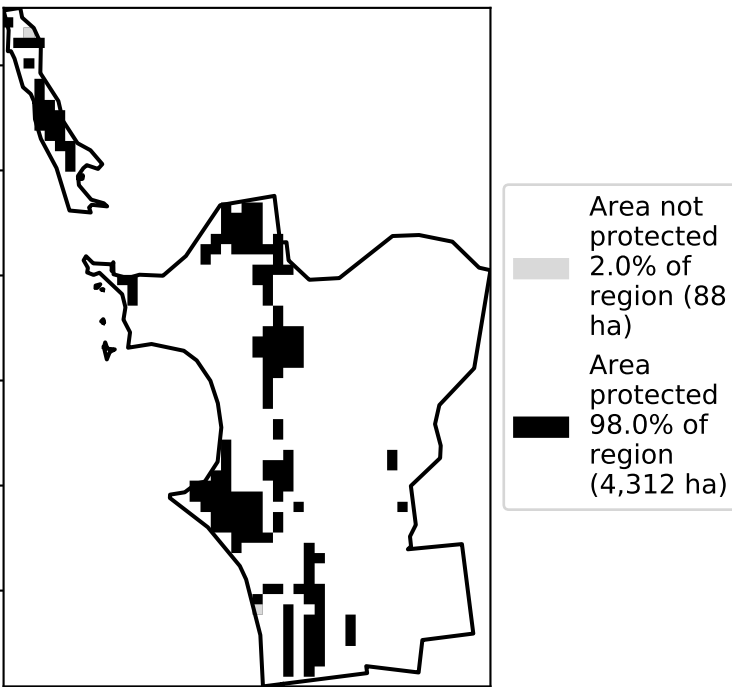 Area not
protected
2.0% of
region (88
ha)
Area
protected
98.0% of
region
(4,312 ha)